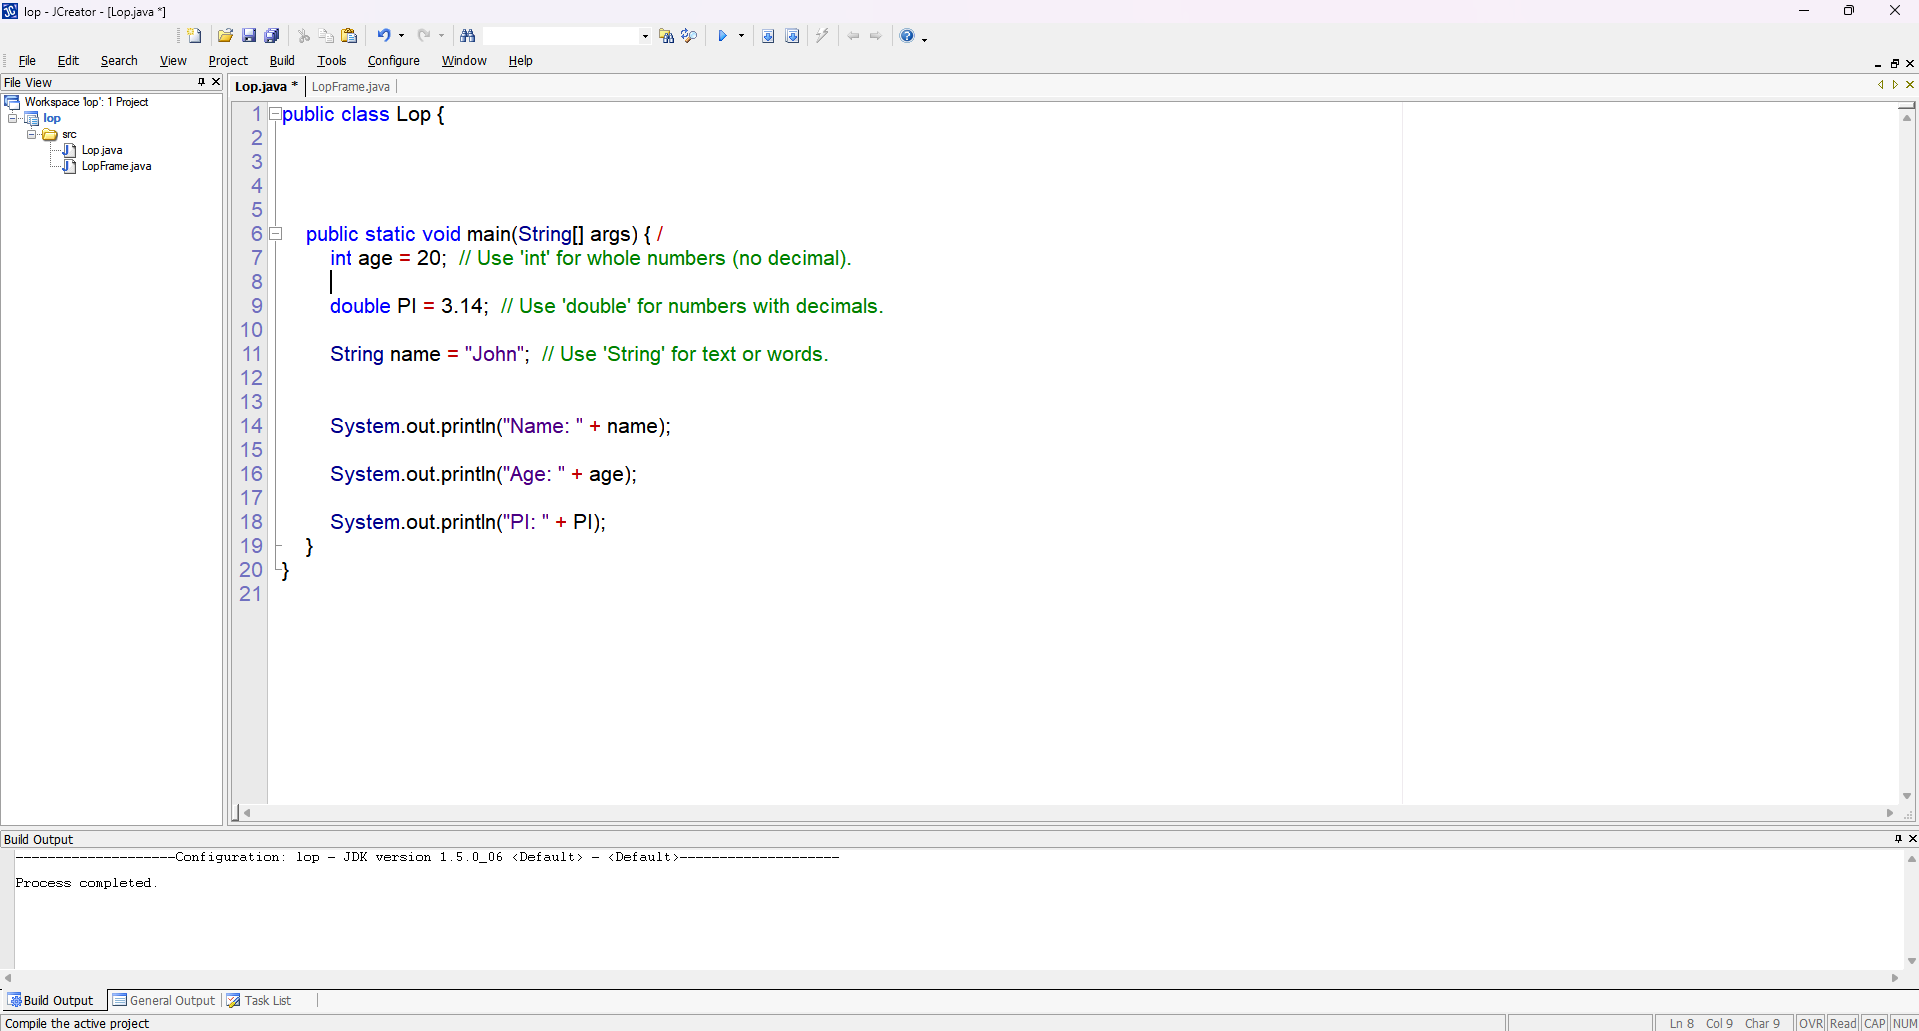 lop - JCreator - [Lop.java *]
File Edit Search View Project Build Tools Configure Window Help
File View
Workspace 'lop': 1 Project
lop
src
Lop.java
LopFrame.java
Lop.java * LopFrame.java
1 public class Lop {
2
3
4
5
6 public static void main(String[] args) { /
7 int age = 20; // Use 'int' for whole numbers (no decimal).
8
9 double PI = 3.14; // Use 'double' for numbers with decimals.
10
11 String name = "John"; // Use 'String' for text or words.
12
13
14 System.out.println("Name: " + name);
15
16 System.out.println("Age: " + age);
17
18 System.out.println("PI: " + PI);
19 }
20 }
21
Build Output
--------------------Configuration: lop - JDK version 1.5.0_06 <Default> - <Default>--------------------
Process completed.
Build Output General Output Task List
Compile the active project
Ln 8 Col 9 Char 9 OVR Read CAP NUM